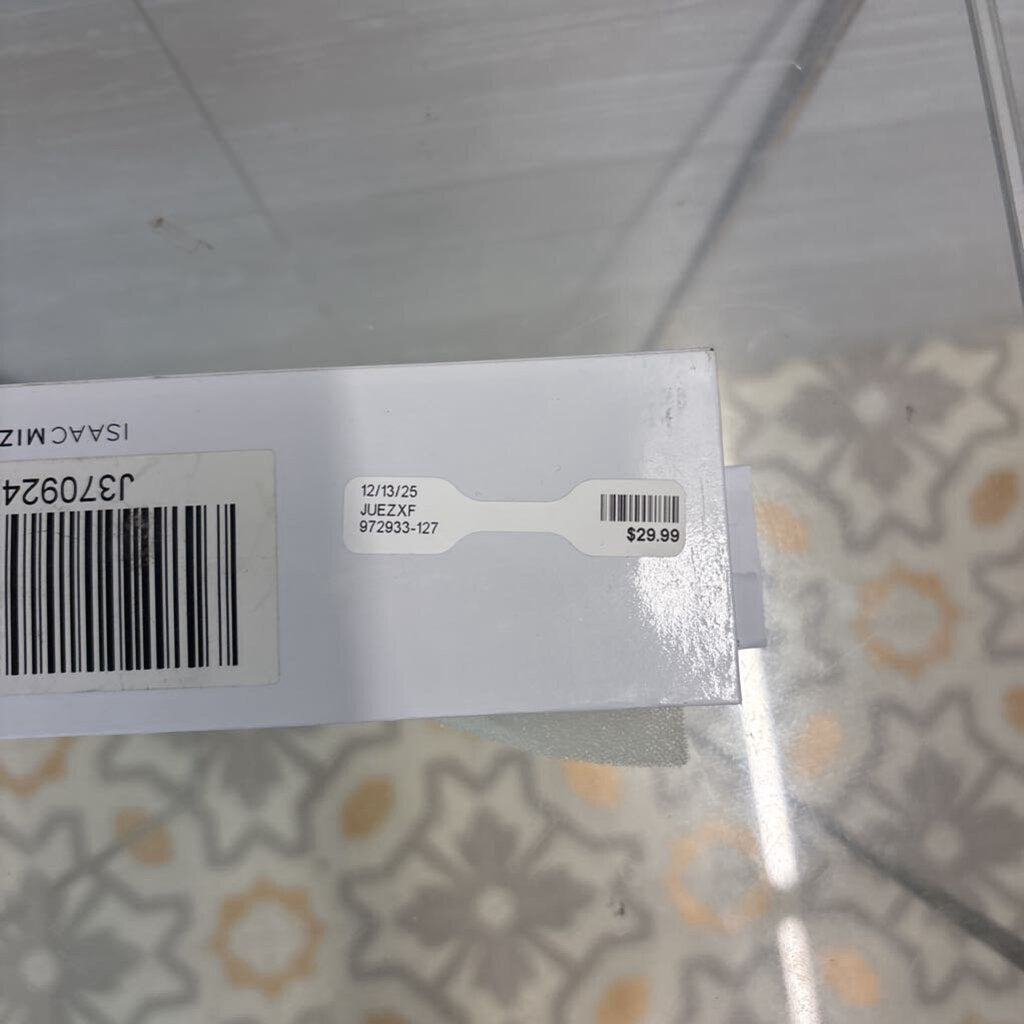 ISAAC MIZ
J370924
12/13/25
JUEZXF
972933-127
$29.99